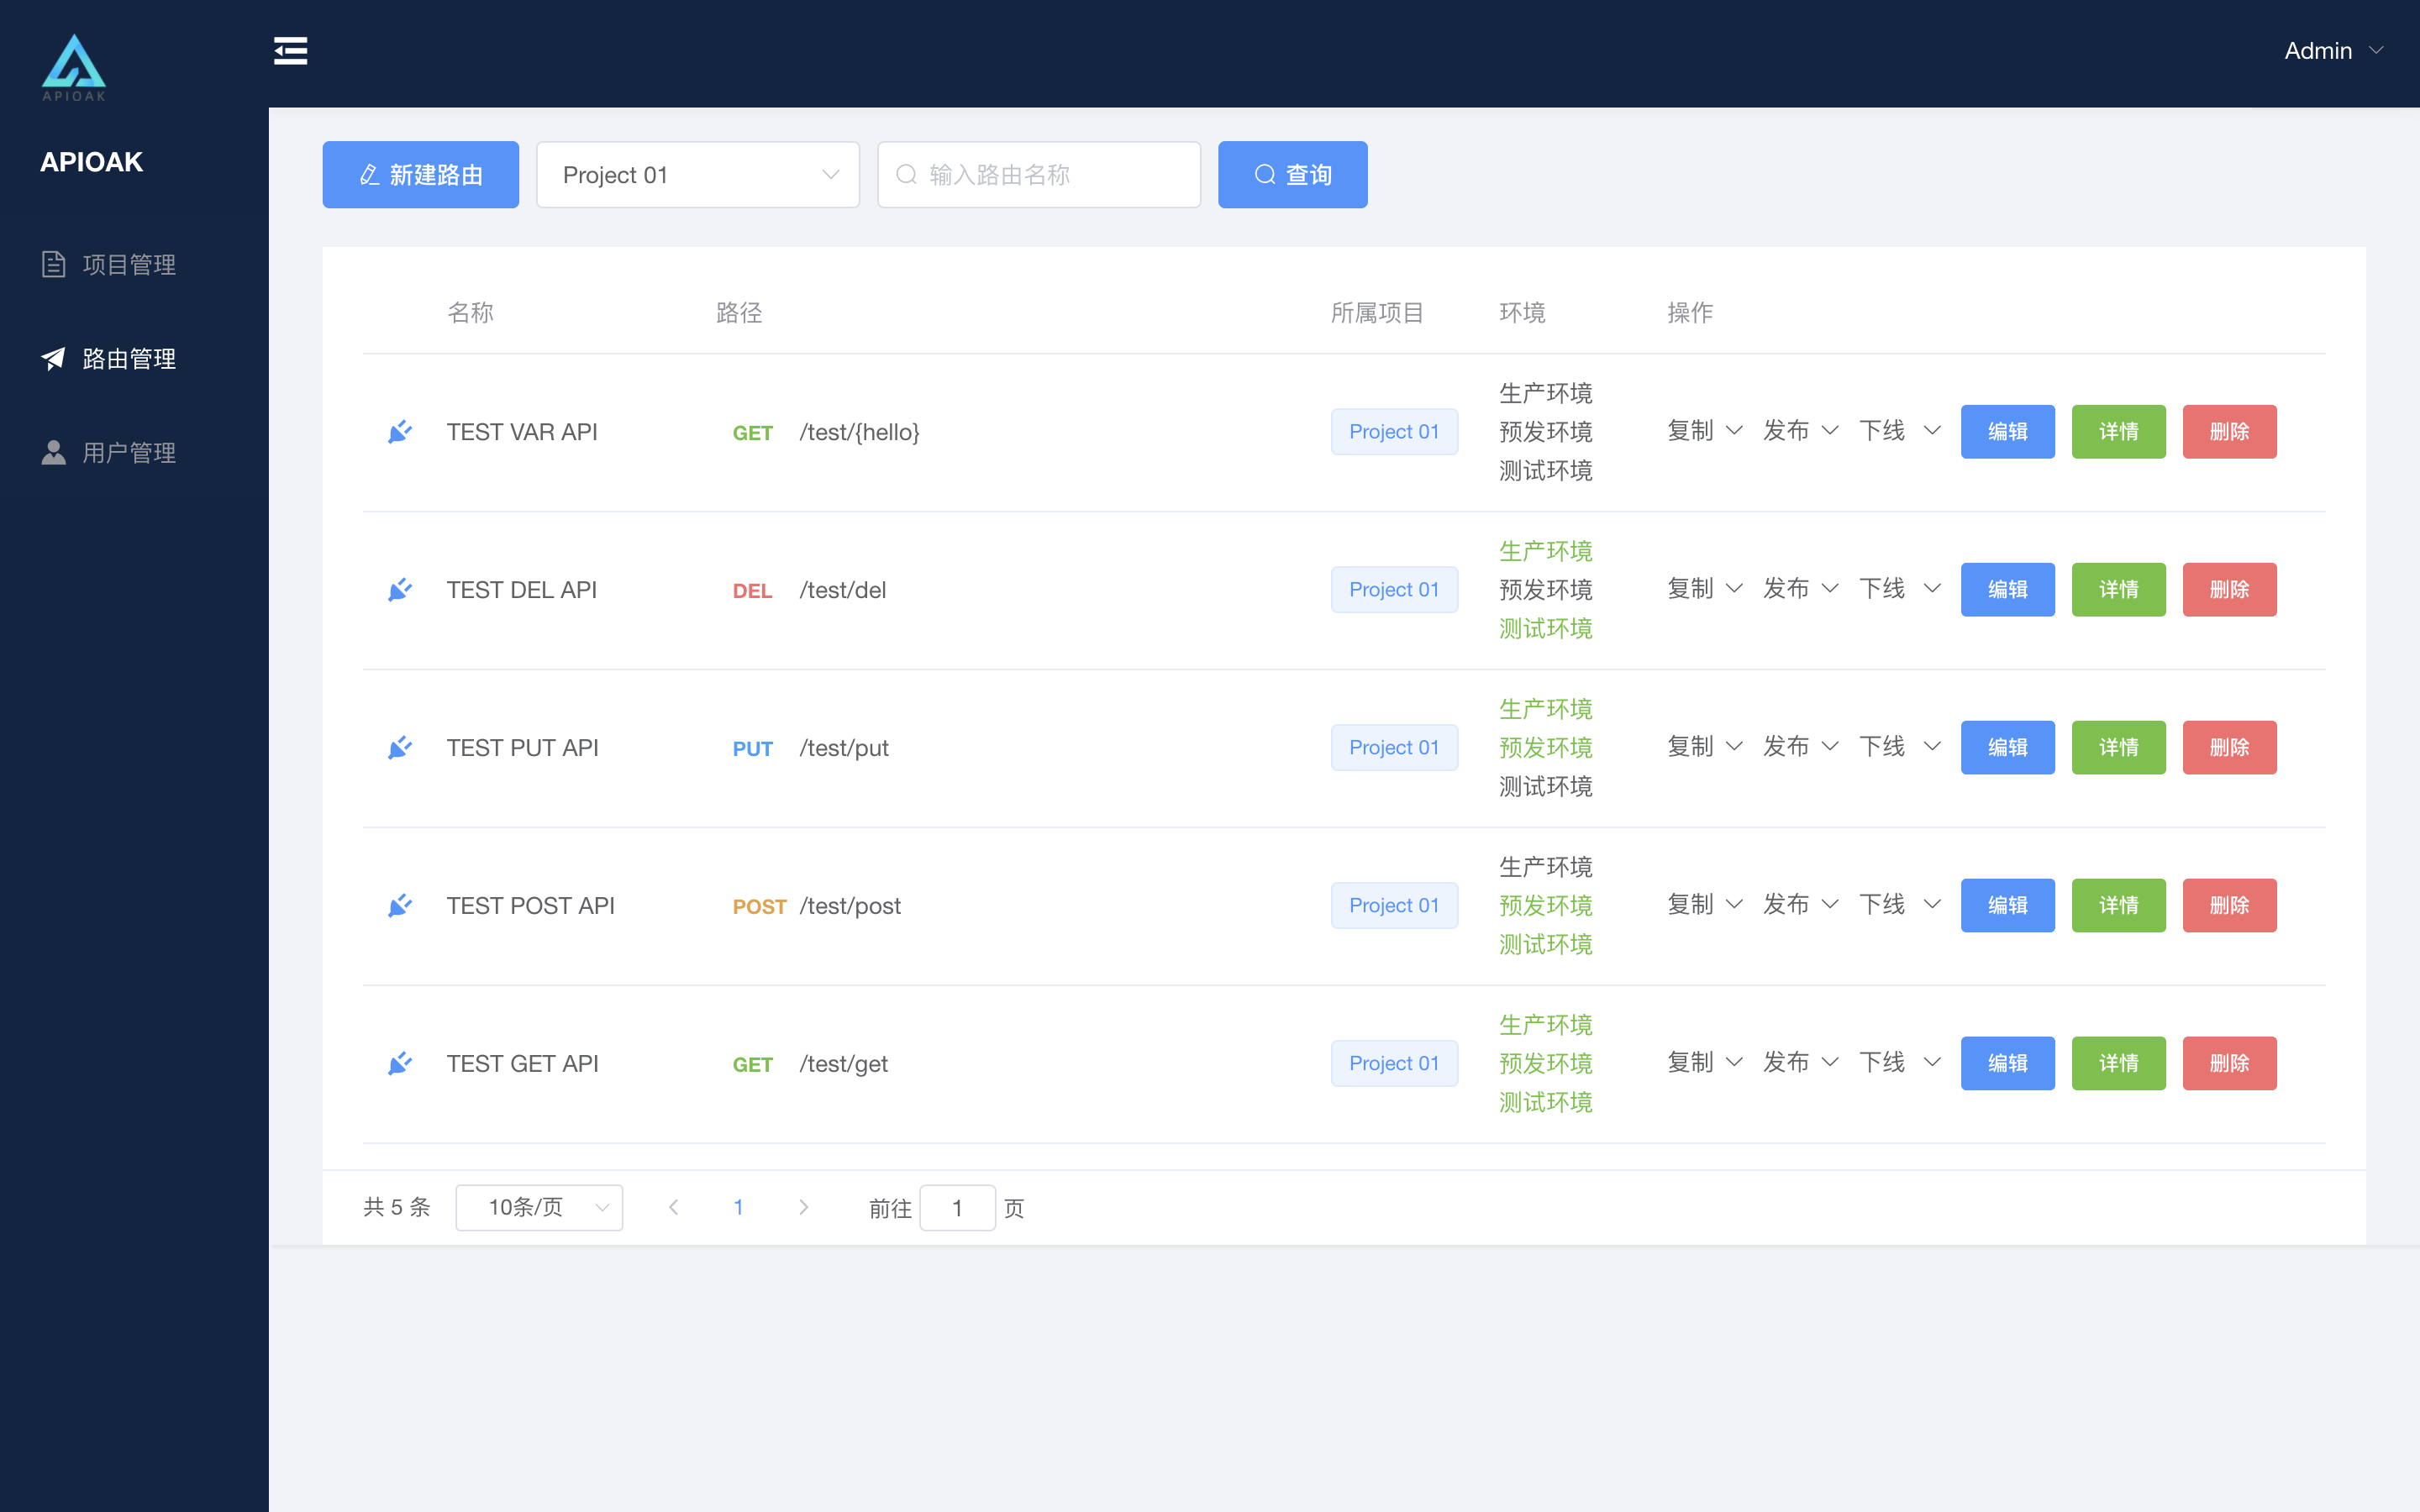 APIOAK
Admin
APIOAK
项目管理
路由管理
用户管理
新建路由 Project 01 输入路由名称 查询
名称 路径 所属项目 环境 操作
TEST VAR API GET /test/{hello} Project 01 生产环境 预发环境 测试环境 复制 发布 下线 编辑 详情 删除
TEST DEL API DEL /test/del Project 01 生产环境 预发环境 测试环境 复制 发布 下线 编辑 详情 删除
TEST PUT API PUT /test/put Project 01 生产环境 预发环境 测试环境 复制 发布 下线 编辑 详情 删除
TEST POST API POST /test/post Project 01 生产环境 预发环境 测试环境 复制 发布 下线 编辑 详情 删除
TEST GET API GET /test/get Project 01 生产环境 预发环境 测试环境 复制 发布 下线 编辑 详情 删除
共 5 条 10条/页 1 前往 1 页